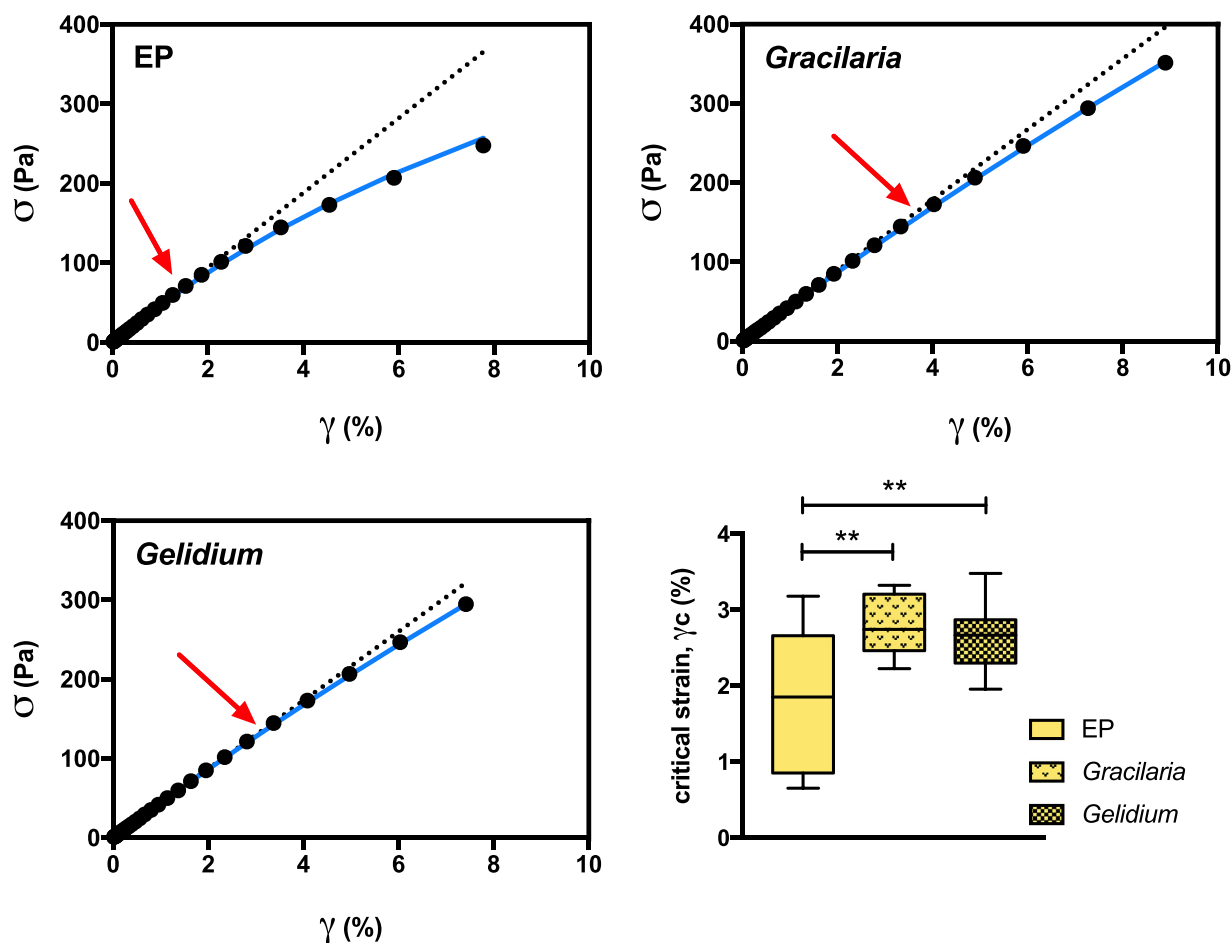 EP
σ (Pa)
400
300
200
100
0
0 2 4 6 8 10
γ (%)
Gracilaria
σ (Pa)
400
300
200
100
0
0 2 4 6 8 10
γ (%)
Gelidium
σ (Pa)
400
300
200
100
0
0 2 4 6 8 10
γ (%)
**
**
critical strain, γc (%)
4
3
2
1
0
EP
Gracilaria
Gelidium